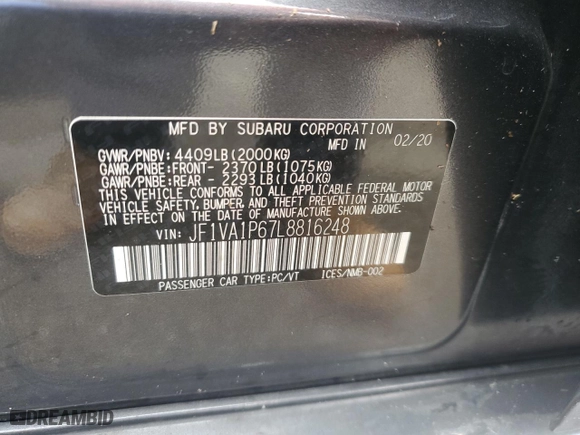 MFD BY SUBARU CORPORATION
MFD IN 02/20
GVWR/PNBV: 4409LB(2000KG)
GAWR/PNBE:FRONT- 2370LB(1075KG)
GAWR/PNBE:REAR - 2293LB(1040KG)
THIS VEHICLE CONFORMS TO ALL APPLICABLE FEDERAL MOTOR
VEHICLE SAFETY, BUMPER, AND THEFT PREVENTION STANDARDS
IN EFFECT ON THE DATE OF MANUFACTURE SHOWN ABOVE.
VIN: JF1VA1P67L8816248
PASSENGER CAR TYPE:PC/VT ICES/NMB-002
DREAMBID